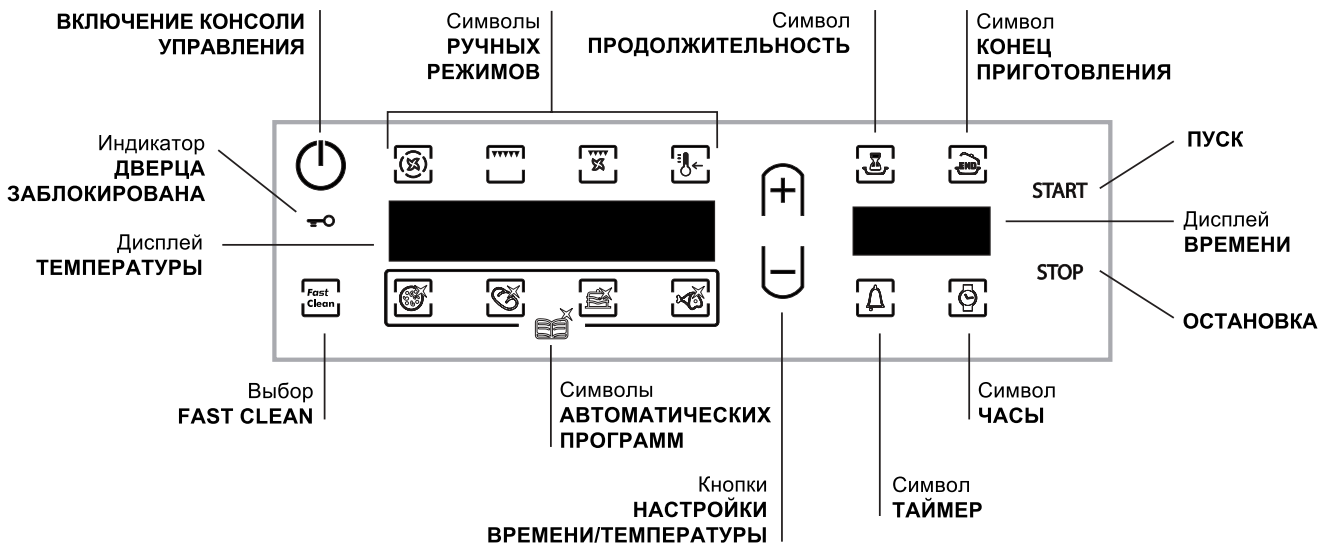 ВКЛЮЧЕНИЕ КОНСОЛИ
УПРАВЛЕНИЯ
Символы
РУЧНЫХ
РЕЖИМОВ
Символ
ПРОДОЛЖИТЕЛЬНОСТЬ
Символ
КОНЕЦ
ПРИГОТОВЛЕНИЯ
Индикатор
ДВЕРЦА
ЗАБЛОКИРОВАНА
END
START
ПУСК
Дисплей
ТЕМПЕРАТУРЫ
Дисплей
ВРЕМЕНИ
Fast
Clean
STOP
ОСТАНОВКА
Выбор
FAST CLEAN
Символы
АВТОМАТИЧЕСКИХ
ПРОГРАММ
Символ
ЧАСЫ
Кнопки
НАСТРОЙКИ
ВРЕМЕНИ/ТЕМПЕРАТУРЫ
Символ
ТАЙМЕР